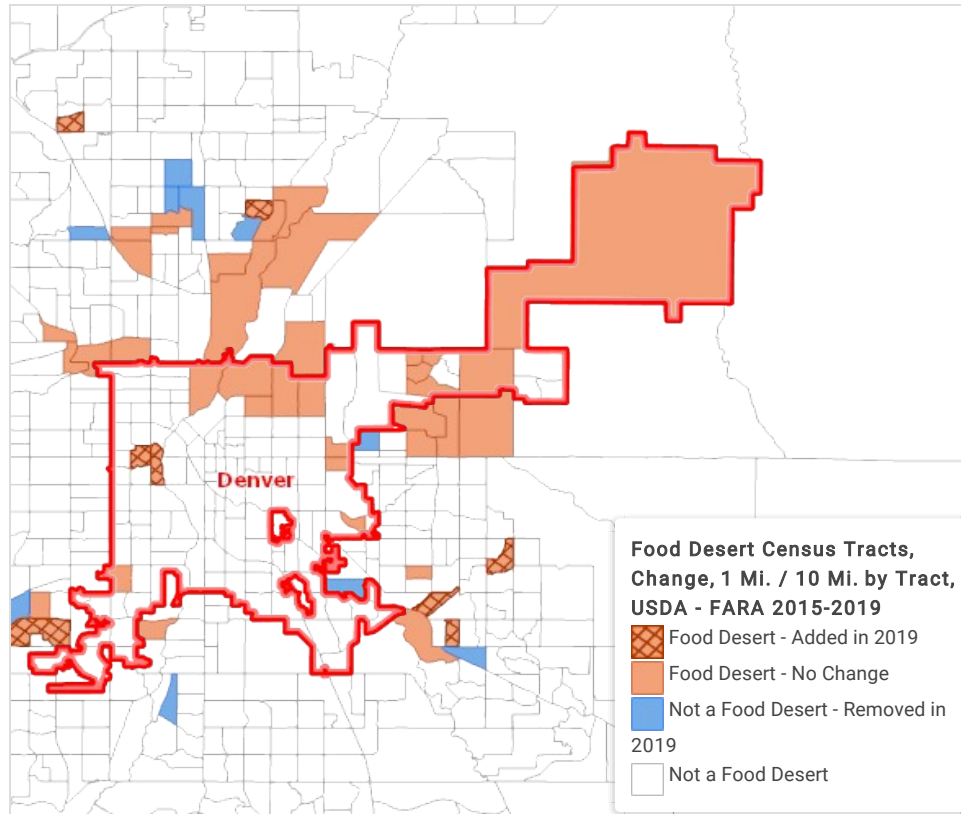 Denver
Food Desert Census Tracts,
Change, 1 Mi. / 10 Mi. by Tract,
USDA - FARA 2015-2019
Food Desert - Added in 2019
Food Desert - No Change
Not a Food Desert - Removed in
2019
Not a Food Desert